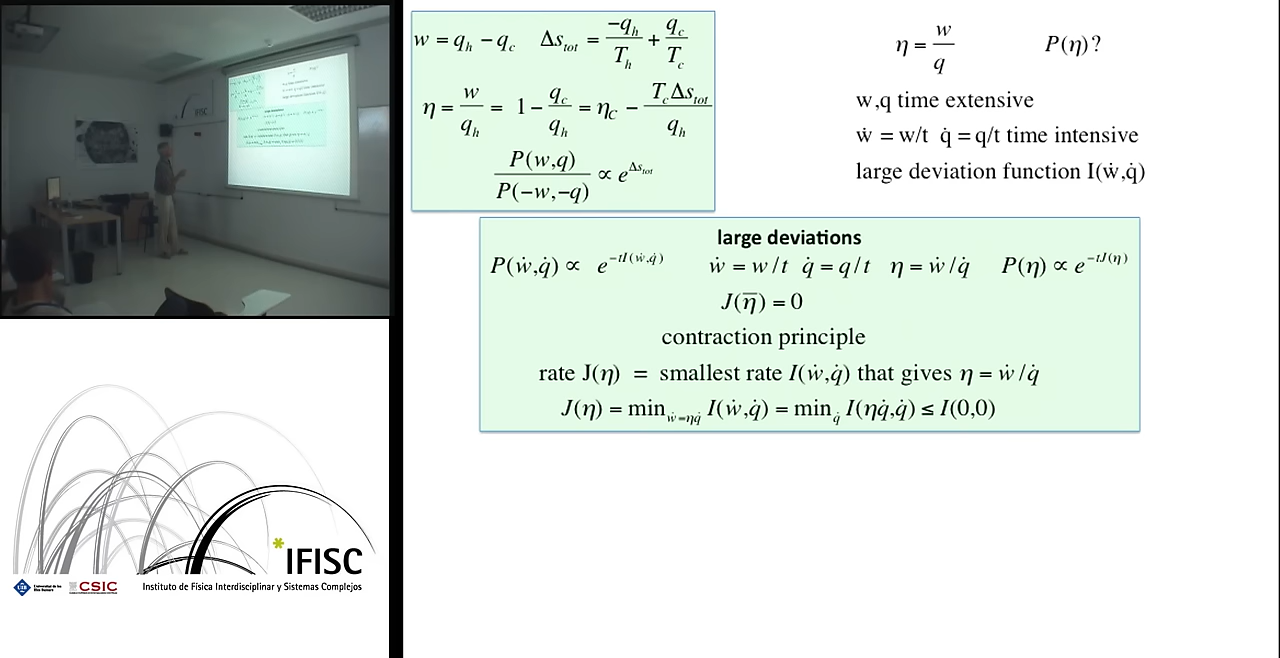 w = q_h − q_c   Δs_tot = −q_h/T_h + q_c/T_c
η = w/q_h = 1 − q_c/q_h = η_C − T_cΔs_tot/q_h
P(w,q)/P(−w,−q) ∝ e^{Δs_tot}
η = w/q   P(η)?
w,q time extensive
ẇ = w/t  q̇ = q/t time intensive
large deviation function I(ẇ,q̇)
large deviations
P(ẇ,q̇) ∝ e^{−tI(ẇ,q̇)}   ẇ = w/t  q̇ = q/t  η = ẇ/q̇   P(η) ∝ e^{−tJ(η)}
J(η̅) = 0
contraction principle
rate J(η) = smallest rate I(ẇ,q̇) that gives η = ẇ/q̇
J(η) = min_{ẇ=ηq̇} I(ẇ,q̇) = min_{q̇} I(ηq̇,q̇) ≤ I(0,0)
IFISC
IFISC
CSIC
Instituto de Física Interdisciplinar y Sistemas Complejos